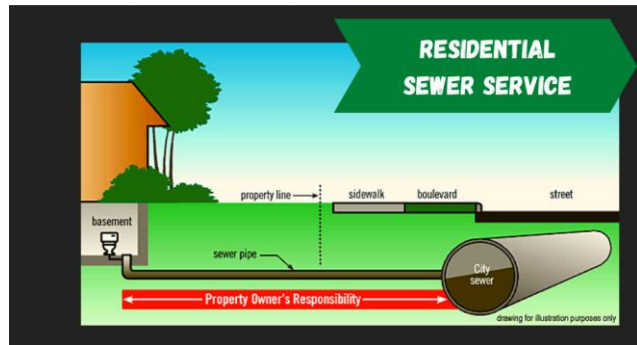 RESIDENTIAL
SEWER SERVICE
property line
sidewalk
boulevard
street
basement
sewer pipe
City
sewer
Property Owner's Responsibility
drawing for illustration purposes only